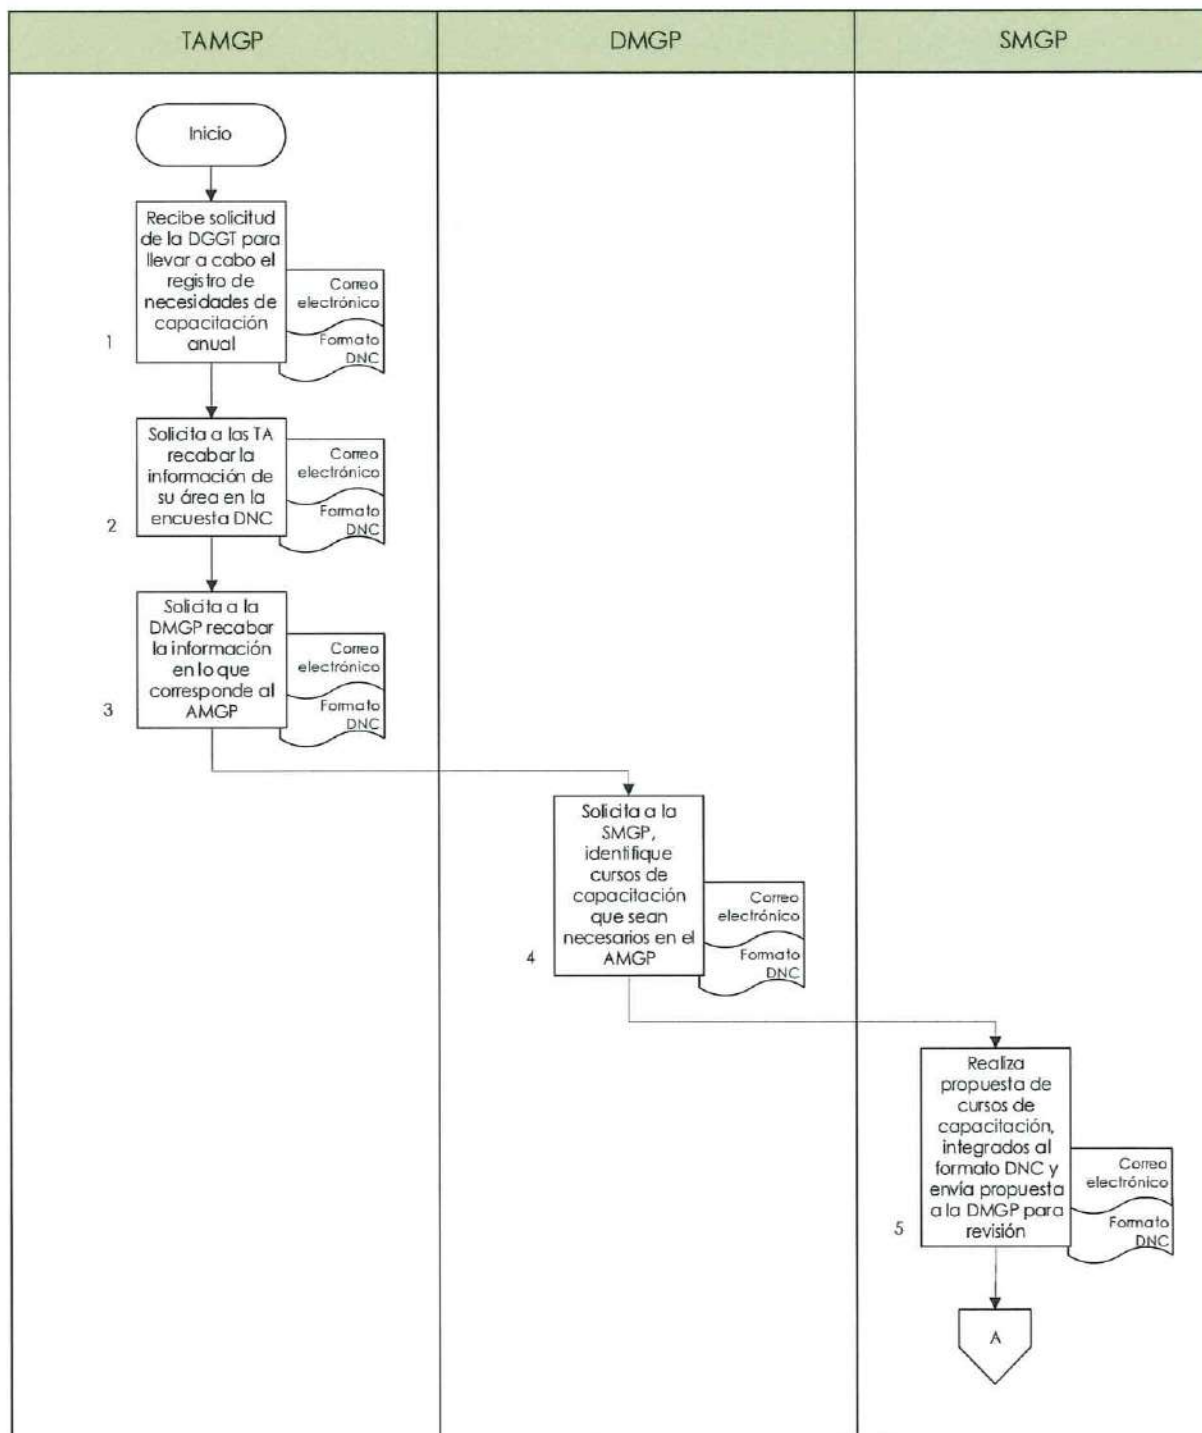 TAMGP
DMGP
SMGP
Inicio
Recibe solicitud
de la DGGT para
llevar a cabo el
registro de
necesidades de
capacitación
anual
Correo
electrónico
Formato
DNC
1
Solicita a las TA
recabar la
información de
su área en la
encuesta DNC
Correo
electrónico
Formato
DNC
2
Solicita a la
DMGP recabar
la información
en lo que
corresponde al
AMGP
Correo
electrónico
Formato
DNC
3
Solicita a la
SMGP,
identifique
cursos de
capacitación
que sean
necesarios en el
AMGP
Correo
electrónico
Formato
DNC
4
Realiza
propuesta de
cursos de
capacitación,
integrados al
formato DNC y
envía propuesta
a la DMGP para
revisión
Correo
electrónico
Formato
DNC
5
A